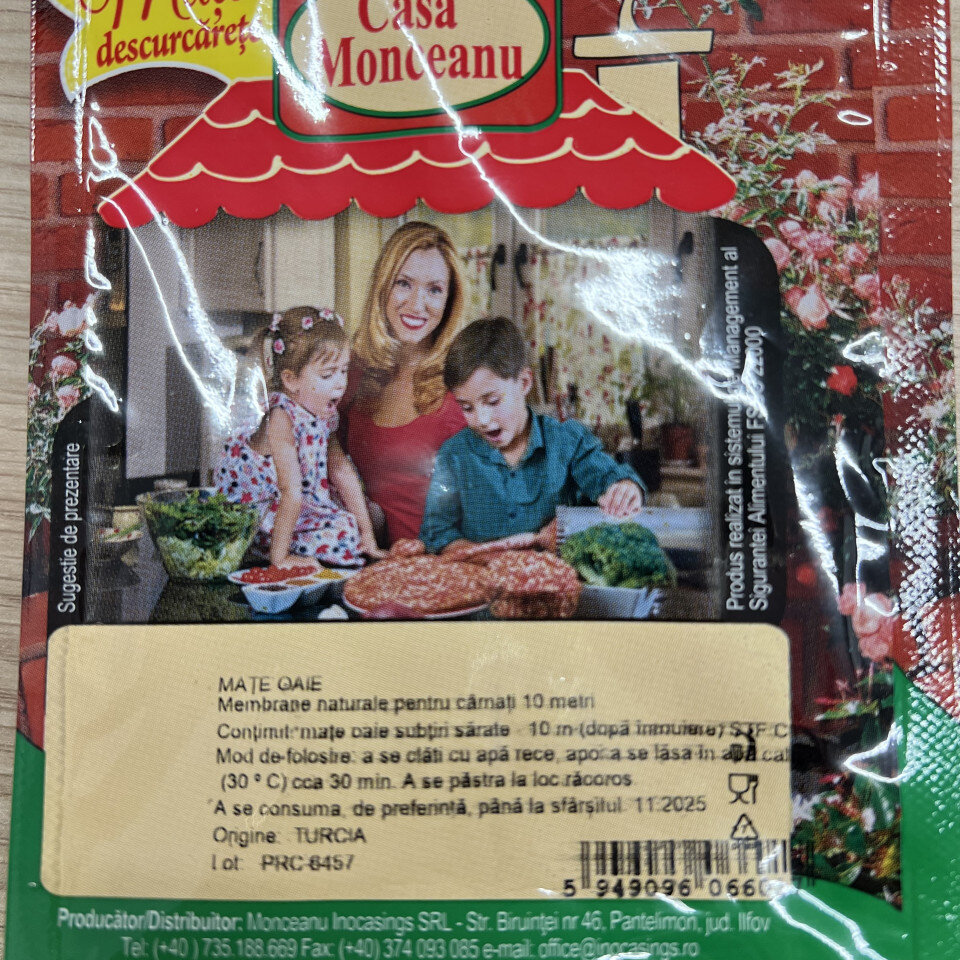 descurcărețe
Casa
Monceanu
Sugestie de prezentare
Produs realizat în sistemul de Management al
Siguranței Alimentului FSSC 22000
MAȚE OAIE
Membrane naturale pentru cârnați 10 metri
Conținut: mațe oaie subțiri sărate - 10 m (după înmuiere)
Mod de folosire: a se clăti cu apă rece, apoi a se lăsa în apă
(30 ° C) cca 30 min. A se păstra la loc răcoros.
A se consuma, de preferință, până la sfârșitul: 11.2025
Origine: TURCIA
Lot: PRC-6457
5 949096
Producător/Distribuitor: Monceanu Inocasings SRL - Str. Biruinței nr 46, Pantelimon, jud. Ilfov
Tel: (+40 ) 735.188.669 Fax: (+40) 374 093 085 e-mail: office@inocasings.ro